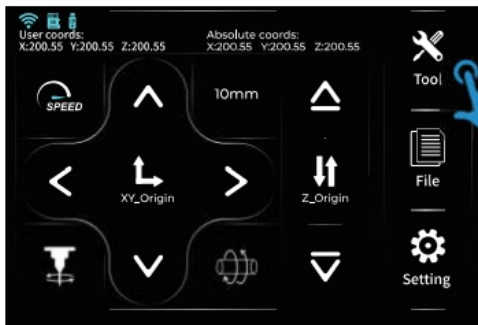 User coords:
X:200.55 Y:200.55 Z:200.55
Absolute coords:
X:200.55 Y:200.55 Z:200.55
SPEED
10mm
XY_Origin
Z_Origin
Tool
File
Setting